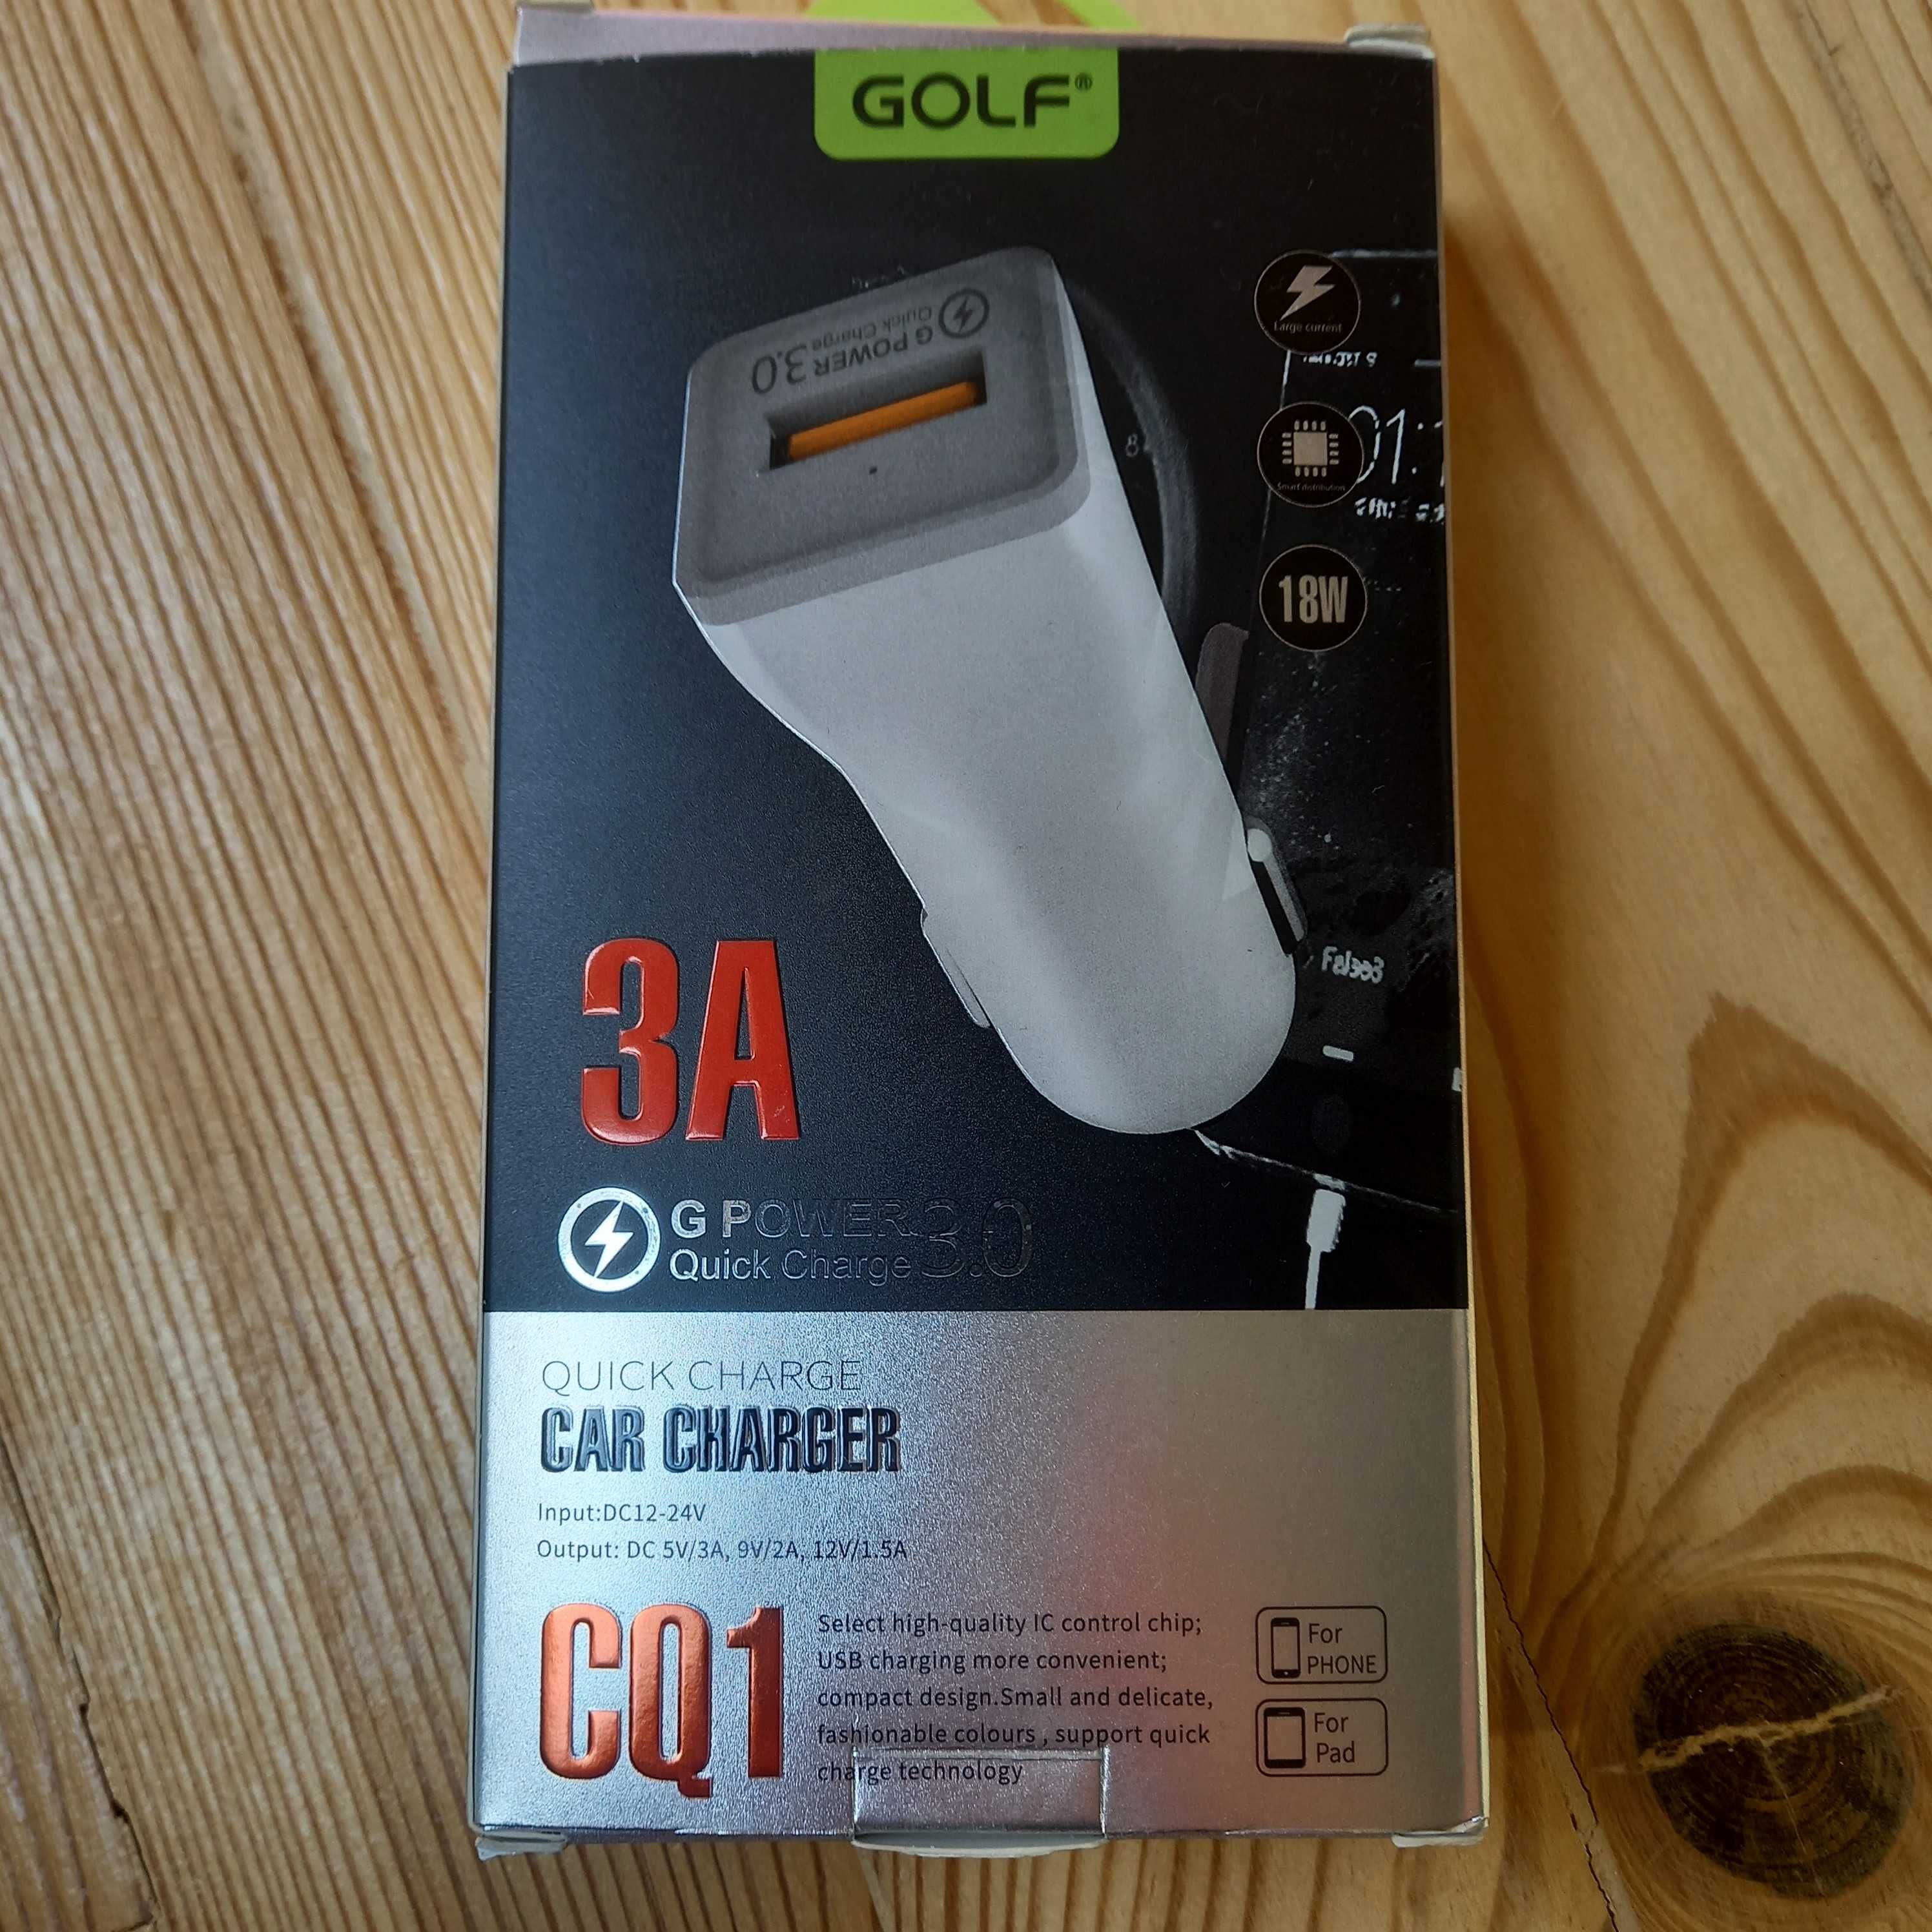 GOLF®
G POWER 3.0
Quick Charge
Large current
Smart distribution
18W
3A
G POWER 3.0
Quick Charge
QUICK CHARGE
CAR CHARGER
Input:DC12-24V
Output: DC 5V/3A, 9V/2A, 12V/1.5A
CQ1
Select high-quality IC control chip;
USB charging more convenient;
compact design.Small and delicate,
fashionable colours , support quick
charge technology
For
PHONE
For
Pad